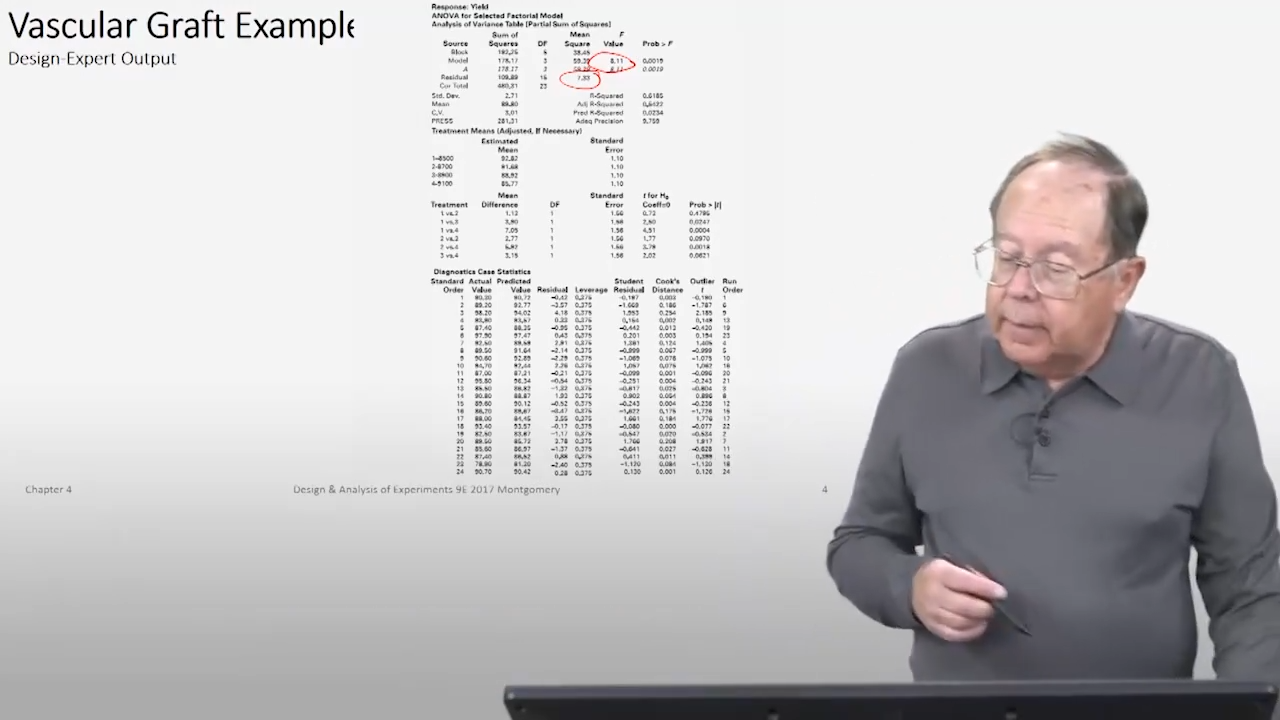 Vascular Graft Example
Design-Expert Output
Response: Yield
ANOVA for Selected Factorial Model
Analysis of Variance Table [Partial Sum of Squares]
Sum of Mean F
Source Squares DF Square Value Prob > F
Block 192.25 5 38.45
Model 178.17 3 59.39 8.11 0.0019
A 178.17 3 59.39 8.11 0.0019
Residual 109.89 15 7.33
Cor Total 480.31 23
Std. Dev. 2.71 R-Squared 0.6185
Mean 89.80 Adj R-Squared 0.5422
C.V. 3.01 Pred R-Squared 0.0234
PRESS 281.31 Adeq Precision 9.759
Treatment Means (Adjusted, If Necessary)
Estimated Standard
Mean Error
1-8500 92.82 1.10
2-8700 91.68 1.10
3-8900 88.92 1.10
4-9100 85.77 1.10
Mean Standard t for H0
Treatment Difference DF Error Coeff=0 Prob > |t|
1 vs 2 1.13 1 1.56 0.73 0.4795
1 vs 3 3.90 1 1.56 2.50 0.0247
1 vs 4 7.05 1 1.56 4.51 0.0004
2 vs 3 2.77 1 1.56 1.77 0.0970
2 vs 4 5.92 1 1.56 3.79 0.0018
3 vs 4 3.15 1 1.56 2.02 0.0621
Diagnostics Case Statistics
Standard Actual Predicted Student Cook's Outlier Run
Order Value Value Residual Leverage Residual Distance t Order
1 90.30 90.72 -0.42 0.375 -0.197 0.003 -0.190 1
2 89.20 92.77 -3.57 0.375 -1.669 0.186 -1.787 6
3 98.20 94.02 4.18 0.375 1.953 0.254 2.185 9
4 93.90 93.57 0.33 0.375 0.154 0.002 0.149 13
5 87.40 88.35 -0.95 0.375 -0.442 0.013 -0.430 19
6 97.90 97.47 0.43 0.375 0.201 0.003 0.194 23
7 92.50 89.59 2.91 0.375 1.361 0.124 1.405 4
8 89.50 91.64 -2.14 0.375 -0.999 0.067 -0.999 5
9 90.60 92.89 -2.29 0.375 -1.069 0.076 -1.075 10
10 94.70 92.44 2.26 0.375 1.057 0.075 1.062 16
11 87.00 87.21 -0.21 0.375 -0.099 0.001 -0.096 20
12 95.80 96.34 -0.54 0.375 -0.251 0.004 -0.243 21
13 85.50 86.82 -1.32 0.375 -0.617 0.025 -0.604 3
14 90.80 88.87 1.93 0.375 0.902 0.054 0.896 8
15 89.60 90.12 -0.52 0.375 -0.243 0.004 -0.236 12
16 86.20 89.67 -3.47 0.375 -1.622 0.175 -1.726 15
17 88.00 84.45 3.55 0.375 1.661 0.184 1.776 17
18 93.40 93.57 -0.17 0.375 -0.080 0.000 -0.077 22
19 82.50 83.67 -1.17 0.375 -0.547 0.020 -0.534 2
20 89.50 85.72 3.78 0.375 1.766 0.208 1.917 7
21 85.60 86.97 -1.37 0.375 -0.641 0.027 -0.628 11
22 87.40 86.52 0.88 0.375 0.411 0.011 0.399 14
23 78.90 81.30 -2.40 0.375 -1.120 0.084 -1.130 18
24 90.70 90.42 0.28 0.375 0.130 0.001 0.126 24
Chapter 4 Design & Analysis of Experiments 9E 2017 Montgomery 4